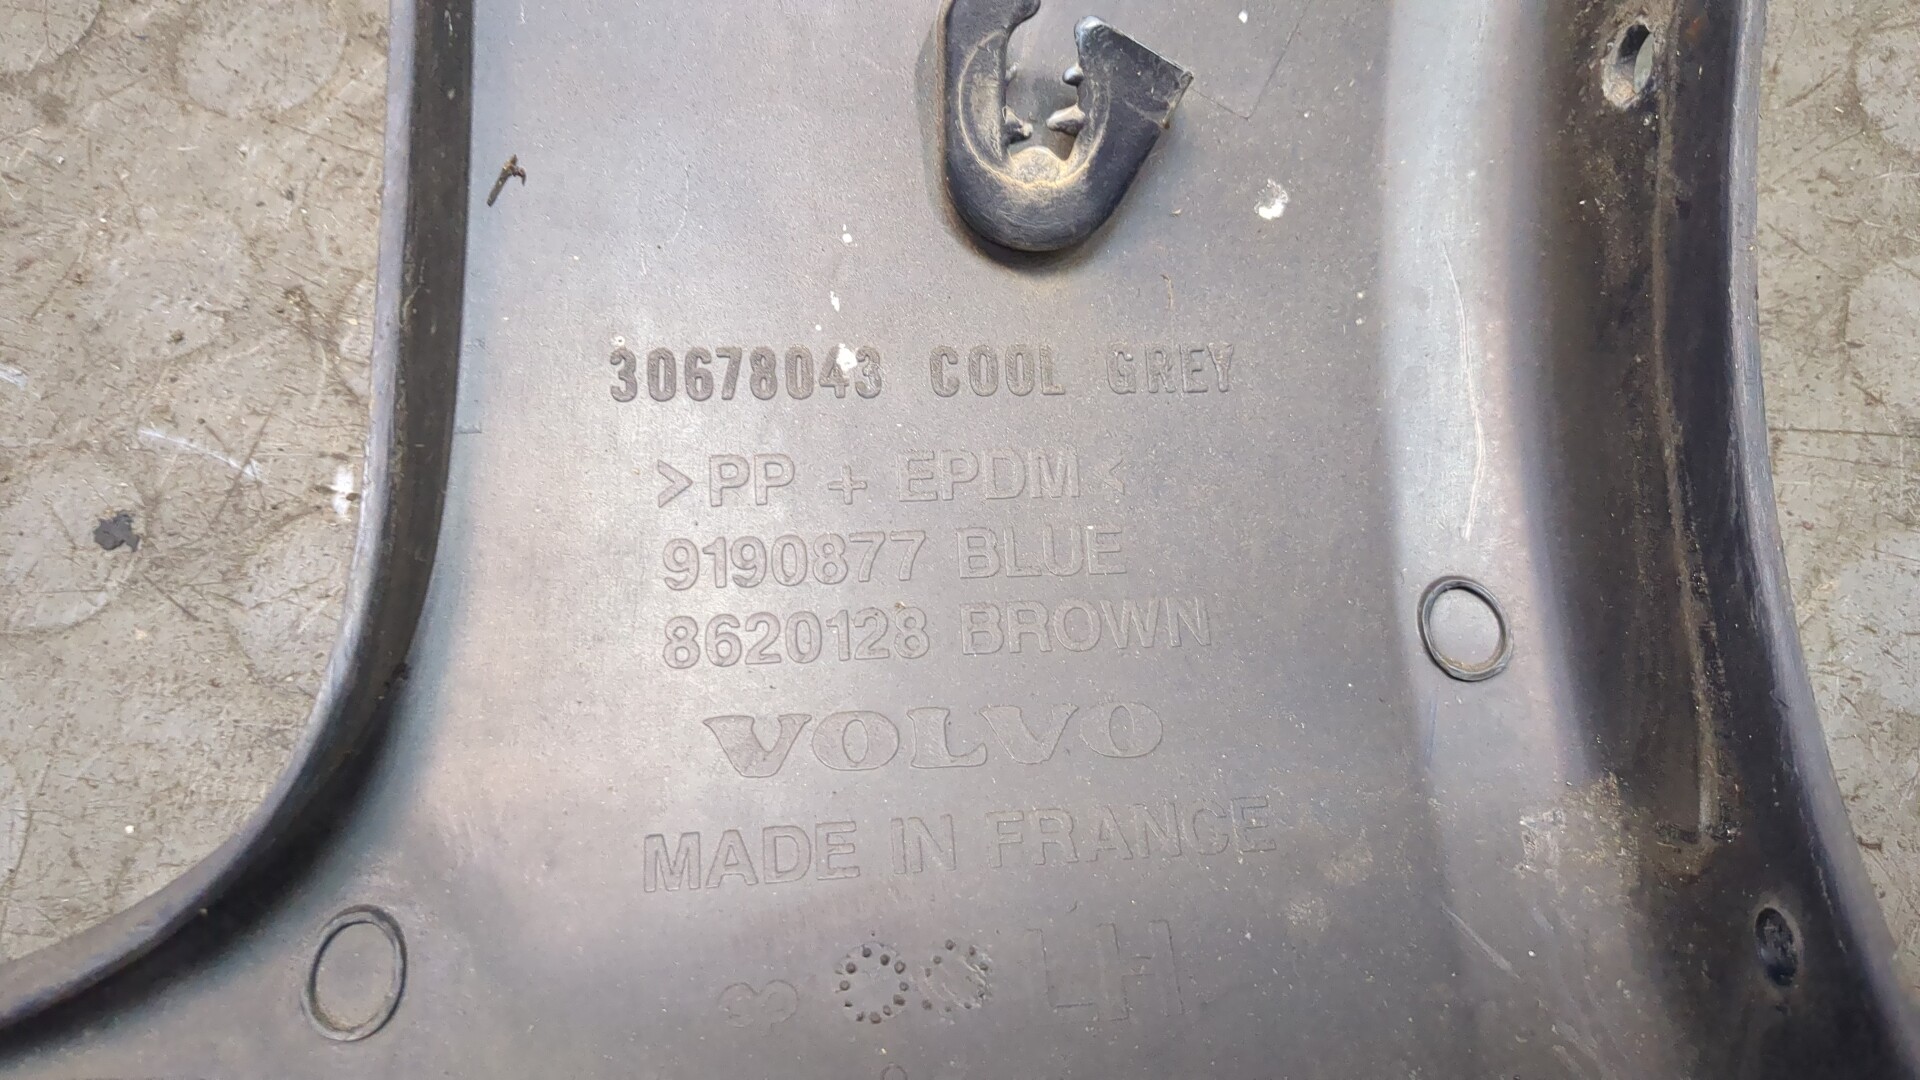 30678043 COOL GREY
>PP + EPDM<
9190877 BLUE
8620128 BROWN
VOLVO
MADE IN FRANCE
LH